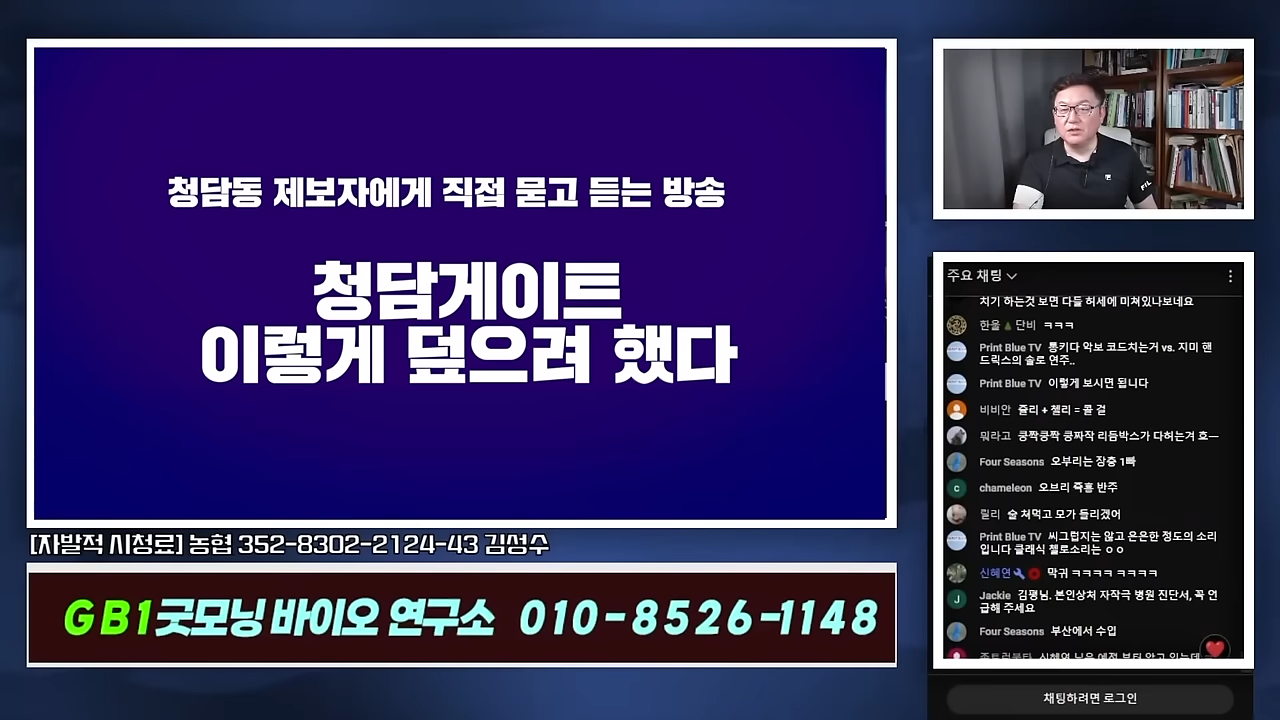 청담동 제보자에게 직접 묻고 듣는 방송
청담게이트
이렇게 덮으려 했다
[자발적 시청료] 농협 352-8302-2124-43 김성수
GB1굿모닝 바이오 연구소 010-8526-1148
FIL
주요 채팅
치기 하는것 보면 다들 허세에 미쳐있나보네요
한울 단비 ㅋㅋㅋ
Print Blue TV 통키다 악보 코드치는거 vs. 지미 핸
드릭스의 솔로 연주..
Print Blue TV 이렇게 보시면 됩니다
비비안 쥴리 + 첼리 = 콜 걸
뭐라고 쿵짝쿵짝 쿵짜작 리듬박스가 다허는겨 흐ㅡ
Four Seasons 오부리는 장충 1빠
c chameleon 오브리 즉흥 반주
릴리 술 쳐먹고 모가 들리겠어
Print Blue TV 씨그럽지는 않고 은은한 정도의 소리
입니다 클래식 첼로소리는 ㅇㅇ
신혜연 막귀 ㅋㅋㅋㅋ ㅋㅋㅋㅋ
J Jackie 김평님. 본인상처 자작극 병원 진단서, 꼭 언
급해 주세요
Four Seasons 부산에서 수입
채팅하려면 로그인